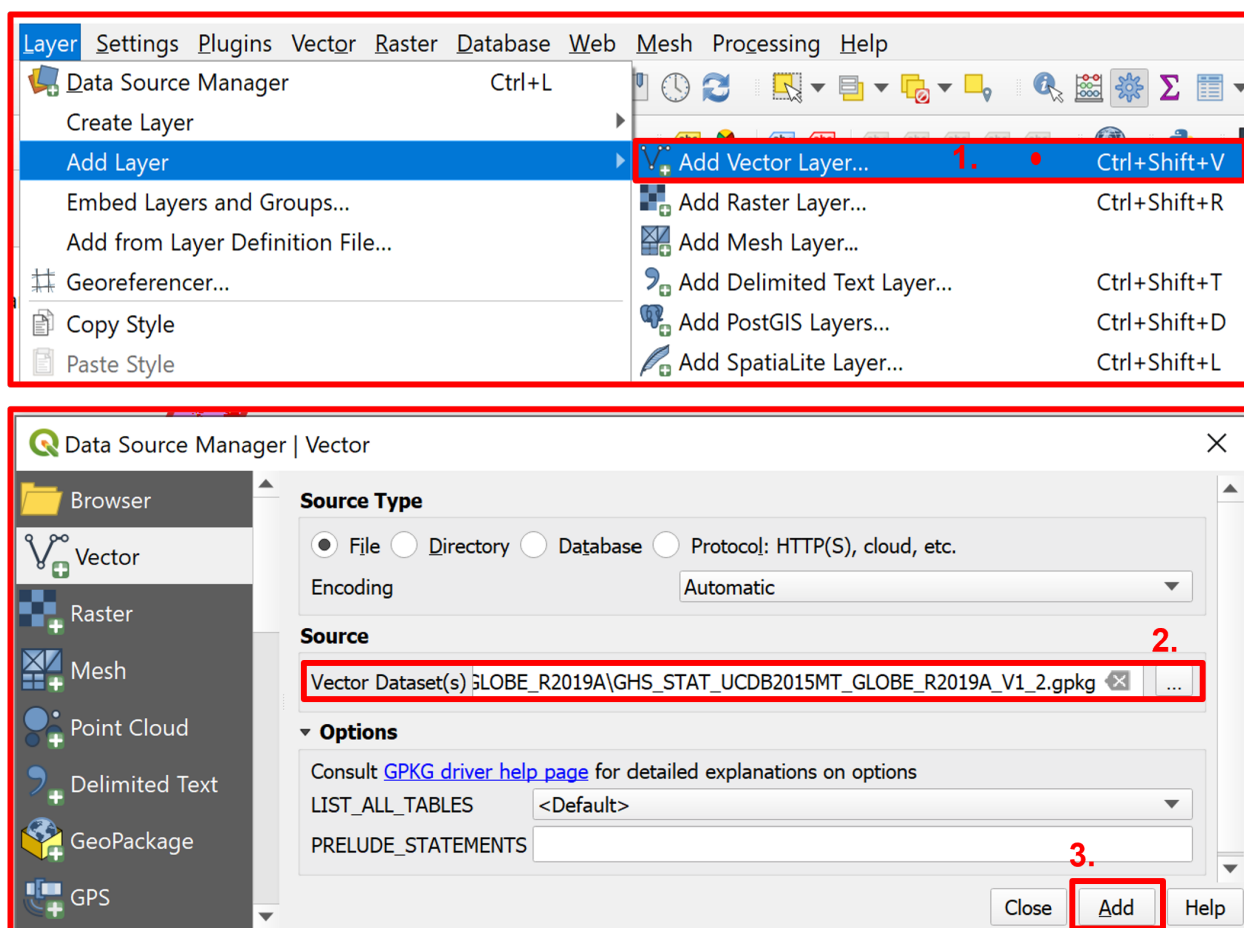 Layer Settings Plugins Vector Raster Database Web Mesh Processing Help
Data Source Manager Ctrl+L
Create Layer
Add Layer
Embed Layers and Groups...
Add from Layer Definition File...
Georeferencer...
Copy Style
Paste Style
Add Vector Layer... 1. Ctrl+Shift+V
Add Raster Layer... Ctrl+Shift+R
Add Mesh Layer...
Add Delimited Text Layer... Ctrl+Shift+T
Add PostGIS Layers... Ctrl+Shift+D
Add SpatiaLite Layer... Ctrl+Shift+L
Data Source Manager | Vector
Browser
Vector
Raster
Mesh
Point Cloud
Delimited Text
GeoPackage
GPS
Source Type
File Directory Database Protocol: HTTP(S), cloud, etc.
Encoding Automatic
Source
2.
Vector Dataset(s) GLOBE_R2019A\GHS_STAT_UCDB2015MT_GLOBE_R2019A_V1_2.gpkg ...
Options
Consult GPKG driver help page for detailed explanations on options
LIST_ALL_TABLES <Default>
PRELUDE_STATEMENTS
3.
Close Add Help